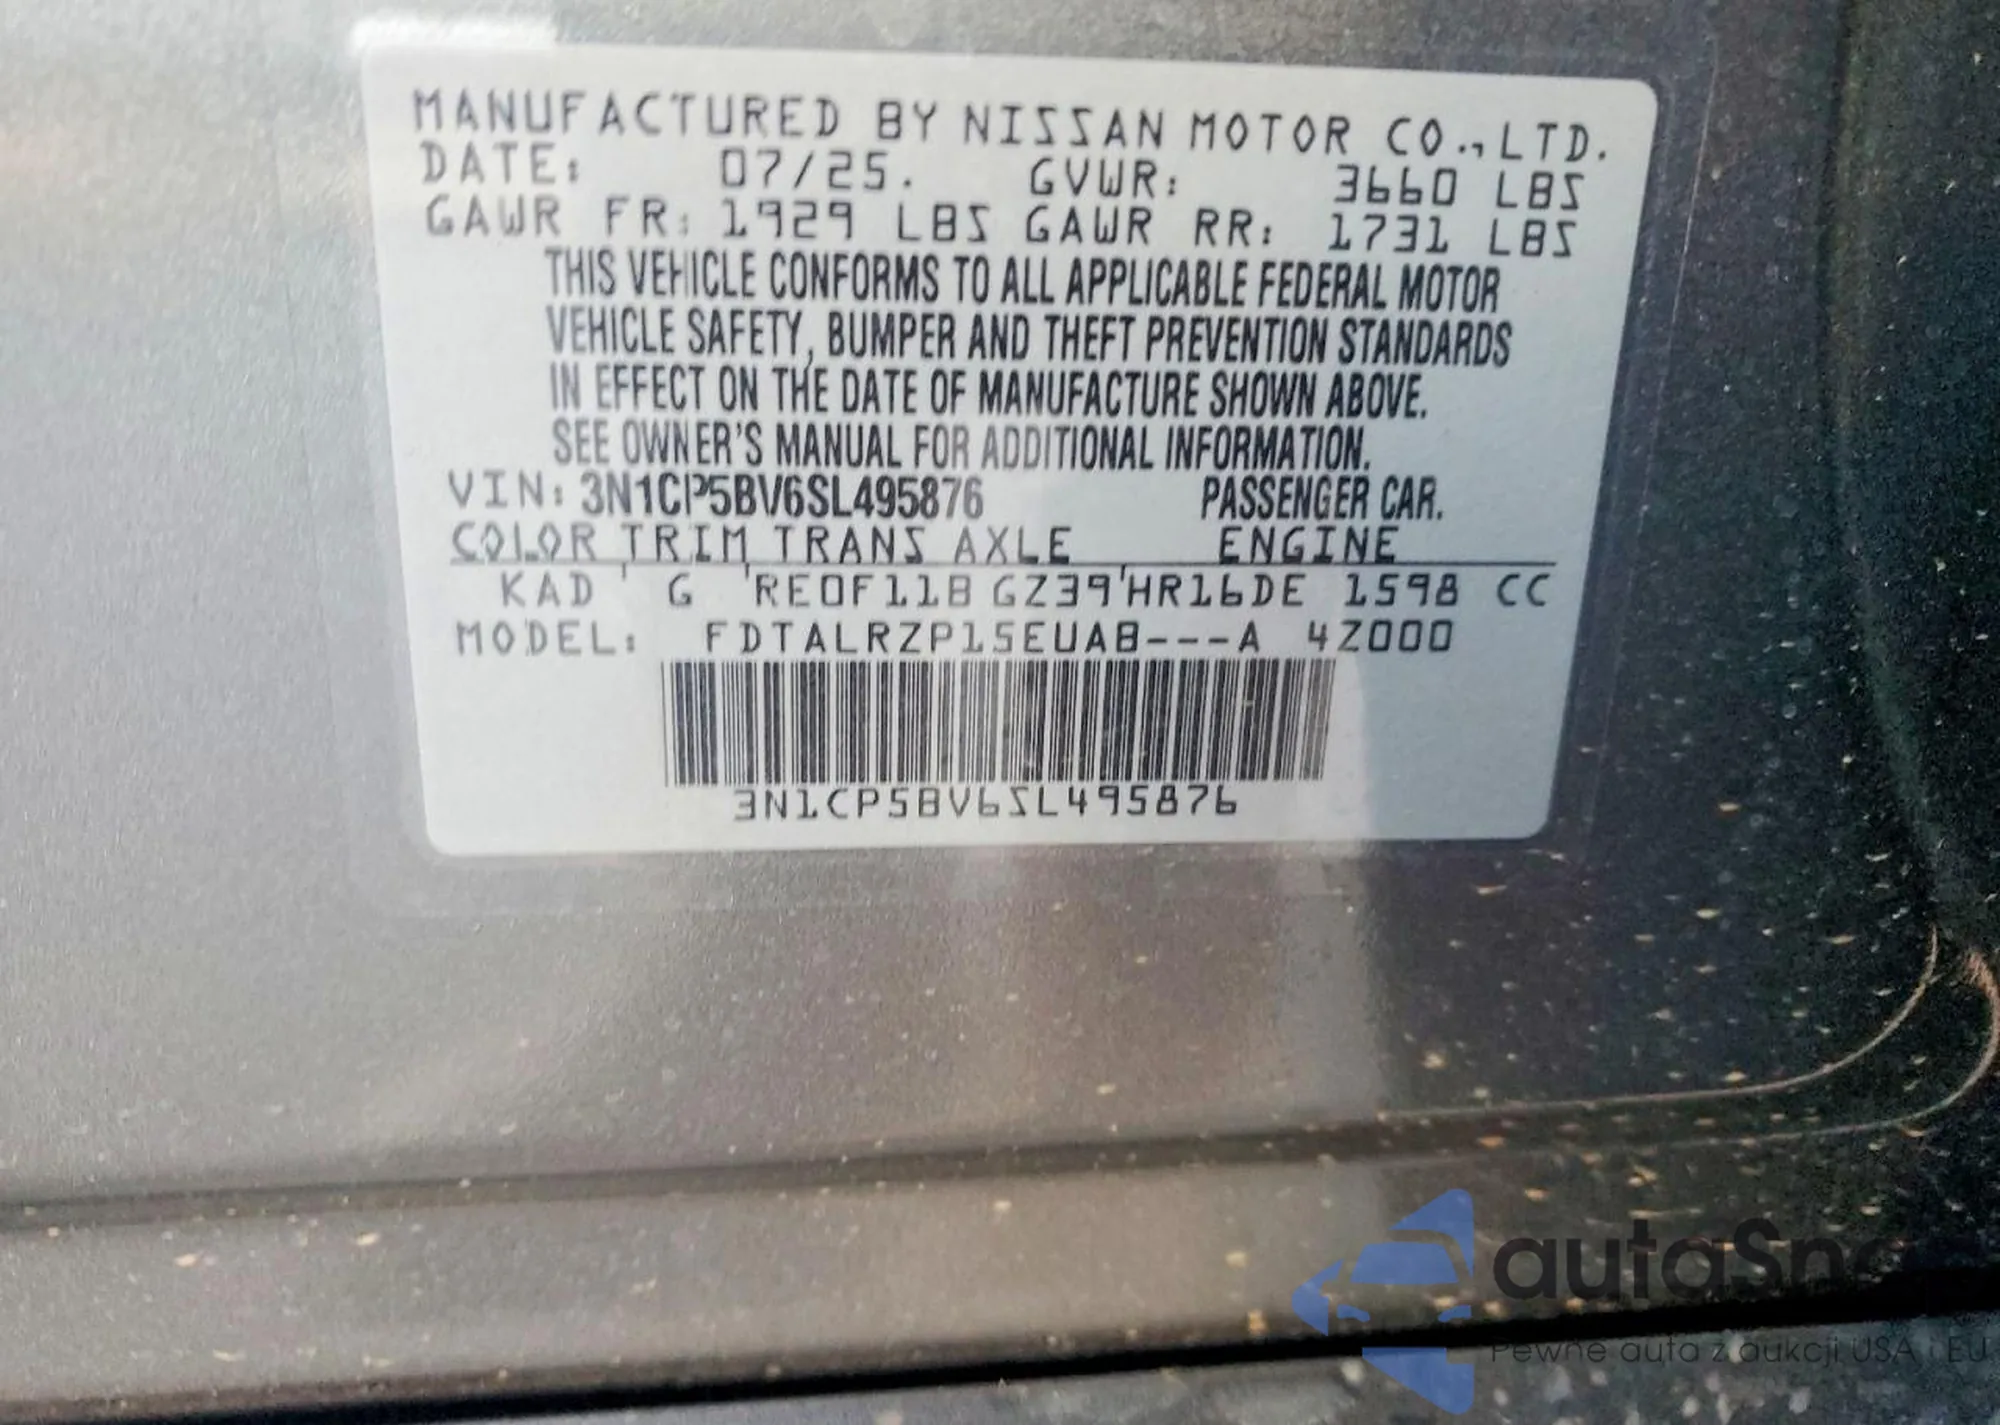 MANUFACTURED BY NISSAN MOTOR CO., LTD.
DATE: 07/25. GVWR: 3660 LBS
GAWR FR: 1929 LBS GAWR RR: 1731 LBS
THIS VEHICLE CONFORMS TO ALL APPLICABLE FEDERAL MOTOR
VEHICLE SAFETY, BUMPER AND THEFT PREVENTION STANDARDS
IN EFFECT ON THE DATE OF MANUFACTURE SHOWN ABOVE.
SEE OWNER'S MANUAL FOR ADDITIONAL INFORMATION.
VIN: 3N1CP5BV6SL495876 PASSENGER CAR.
COLOR TRIM TRANS AXLE ENGINE
KAD G RE0F11B GZ39 HR16DE 1598 CC
MODEL: FDTALRZP15EUAB---A 4Z000
3N1CP5BV6SL495876
autaSna
Pewne auta z aukcji USA i EU